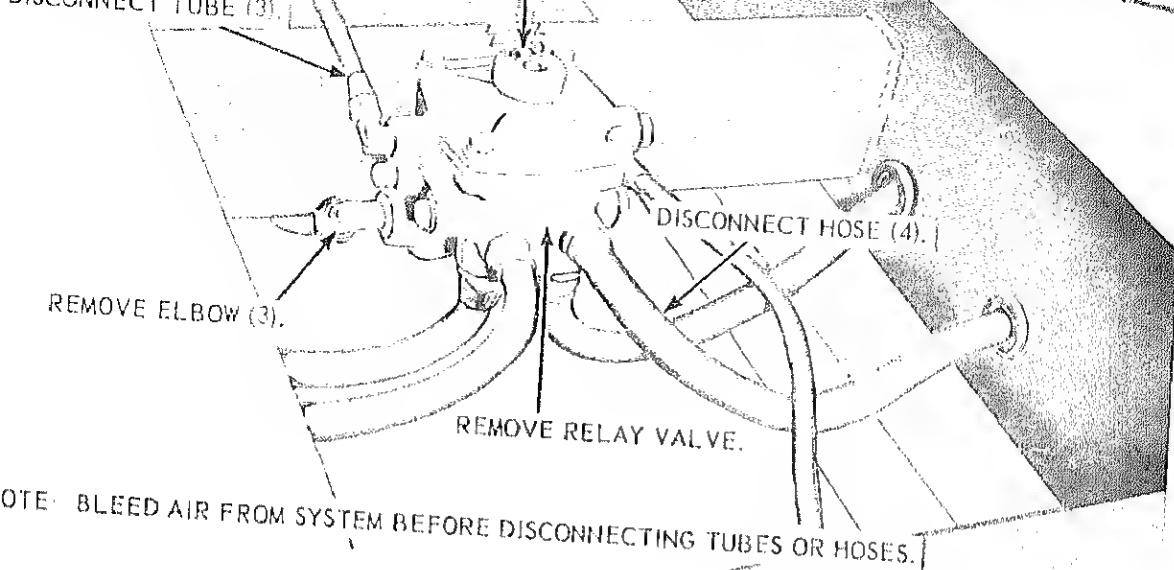 DISCONNECT TUBE (3).
DISCONNECT HOSE (4).
REMOVE ELBOW (3).
REMOVE RELAY VALVE.
OTE: BLEED AIR FROM SYSTEM BEFORE DISCONNECTING TUBES OR HOSES.